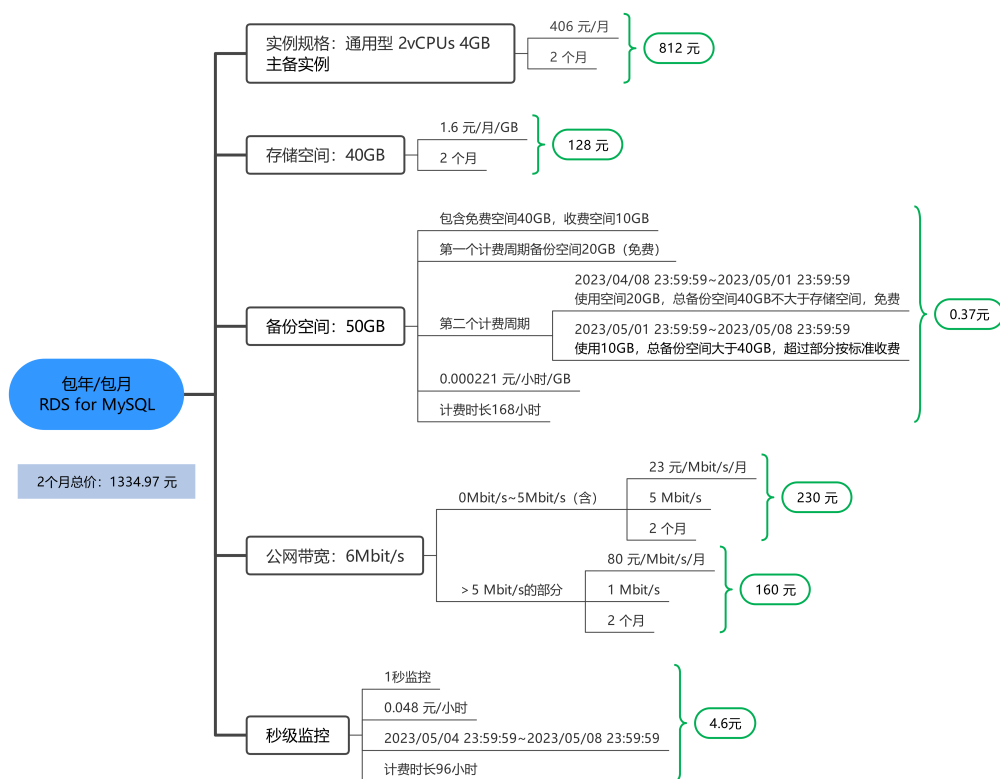 包年/包月
RDS for MySQL
2个月总价：1334.97 元
实例规格：通用型 2vCPUs 4GB
主备实例
406 元/月
2 个月
812 元
存储空间：40GB
1.6 元/月/GB
2 个月
128 元
备份空间：50GB
包含免费空间40GB，收费空间10GB
第一个计费周期备份空间20GB（免费）
第二个计费周期
2023/04/08 23:59:59~2023/05/01 23:59:59
使用空间20GB，总备份空间40GB不大于存储空间，免费
2023/05/01 23:59:59~2023/05/08 23:59:59
使用10GB，总备份空间大于40GB，超过部分按标准收费
0.000221 元/小时/GB
计费时长168小时
0.37元
公网带宽：6Mbit/s
0Mbit/s~5Mbit/s（含）
23 元/Mbit/s/月
5 Mbit/s
2 个月
230 元
＞5 Mbit/s的部分
80 元/Mbit/s/月
1 Mbit/s
2 个月
160 元
秒级监控
1秒监控
0.048 元/小时
2023/05/04 23:59:59~2023/05/08 23:59:59
计费时长96小时
4.6元